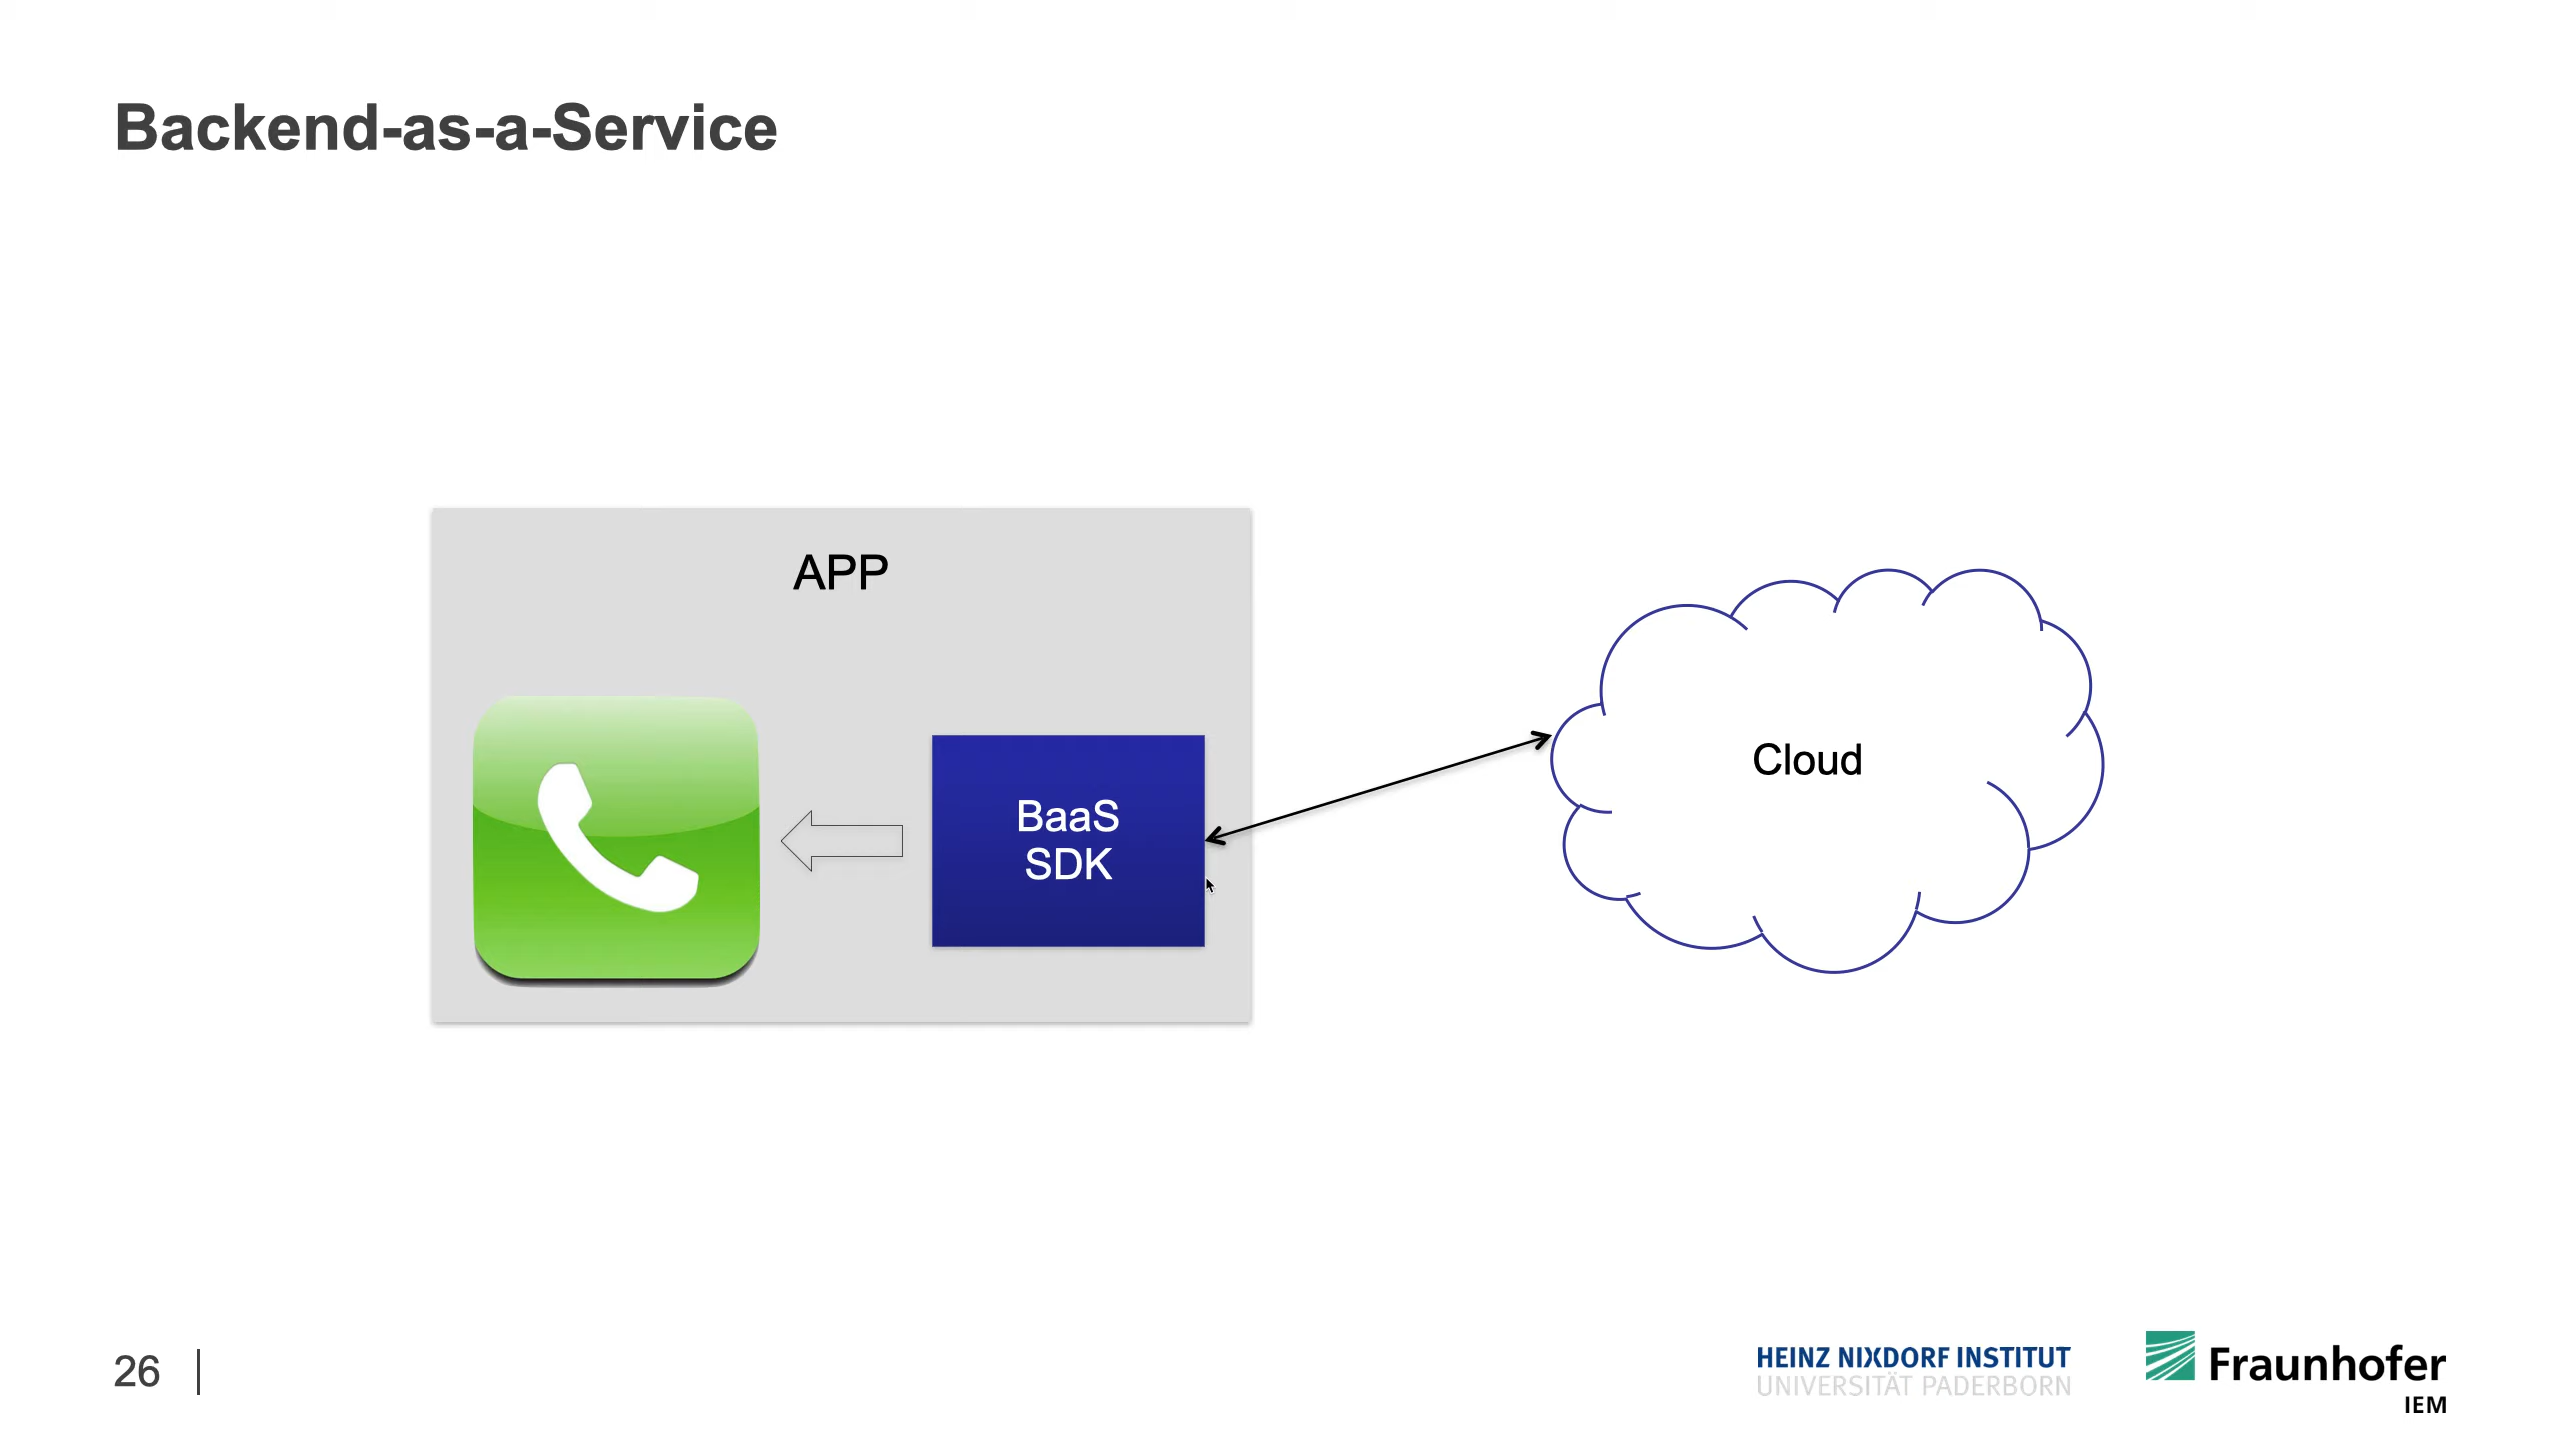 Backend-as-a-Service
APP
BaaS
SDK
Cloud
26
HEINZ NIXDORF INSTITUT
UNIVERSITÄT PADERBORN
Fraunhofer
IEM